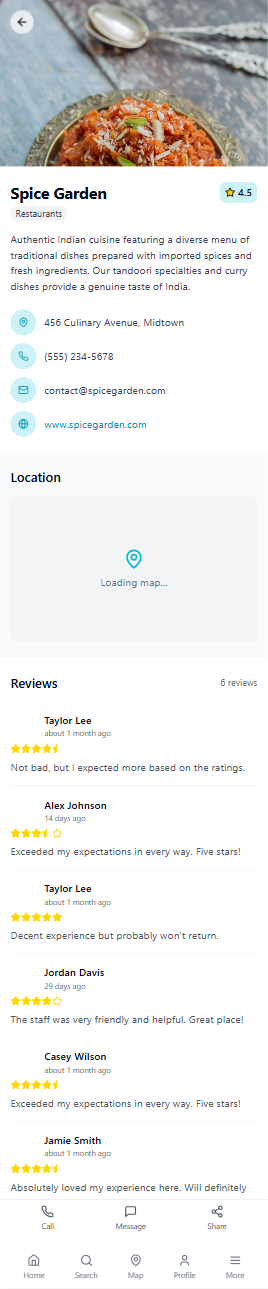 Spice Garden
4.5
Restaurants
Authentic Indian cuisine featuring a diverse menu of
traditional dishes prepared with imported spices and
fresh ingredients. Our tandoori specialties and curry
dishes provide a genuine taste of India.
456 Culinary Avenue, Midtown
(555) 234-5678
contact@spicegarden.com
www.spicegarden.com
Location
Loading map...
Reviews
6 reviews
Taylor Lee
about 1 month ago
Not bad, but I expected more based on the ratings.
Alex Johnson
14 days ago
Exceeded my expectations in every way. Five stars!
Taylor Lee
about 1 month ago
Decent experience but probably won't return.
Jordan Davis
29 days ago
The staff was very friendly and helpful. Great place!
Casey Wilson
about 1 month ago
Exceeded my expectations in every way. Five stars!
Jamie Smith
about 1 month ago
Absolutely loved my experience here. Will definitely
Call
Message
Share
Home
Search
Map
Profile
More